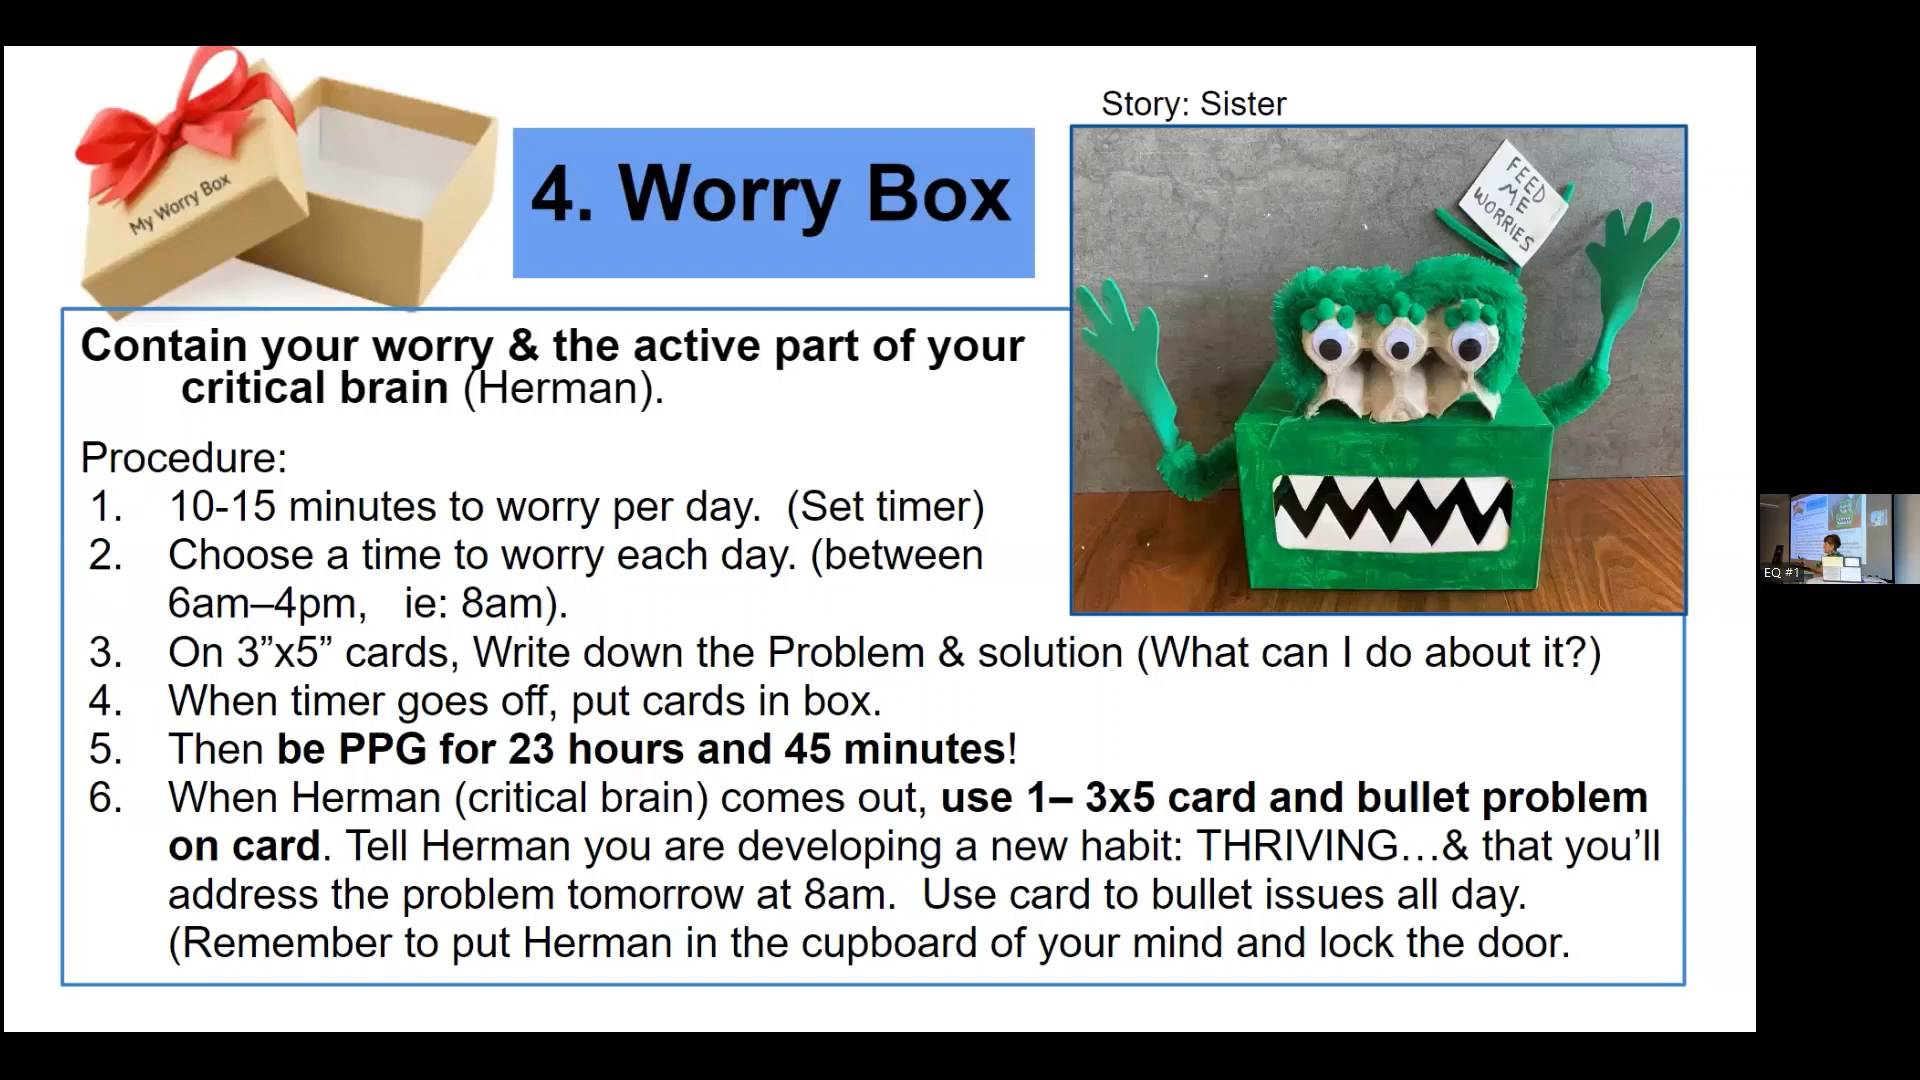 My Worry Box
4. Worry Box
Story: Sister
FEED
ME
WORRIES
Contain your worry & the active part of your
critical brain (Herman).
Procedure:
1. 10-15 minutes to worry per day. (Set timer)
2. Choose a time to worry each day. (between
6am–4pm, ie: 8am).
3. On 3”x5” cards, Write down the Problem & solution (What can I do about it?)
4. When timer goes off, put cards in box.
5. Then be PPG for 23 hours and 45 minutes!
6. When Herman (critical brain) comes out, use 1– 3x5 card and bullet problem
on card. Tell Herman you are developing a new habit: THRIVING…& that you’ll
address the problem tomorrow at 8am. Use card to bullet issues all day.
(Remember to put Herman in the cupboard of your mind and lock the door.
EQ #1